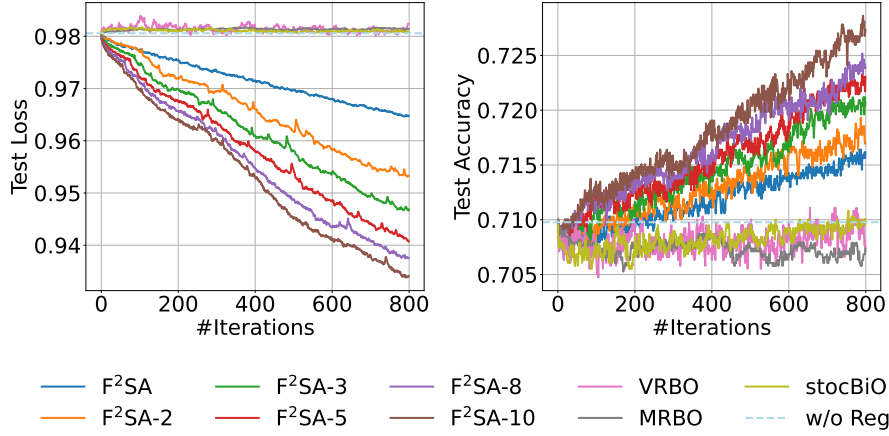 0.98
0.97
0.96
0.95
0.94
Test Loss
0 200 400 600 800
#Iterations
0.725
0.720
0.715
0.710
0.705
Test Accuracy
0 200 400 600 800
#Iterations
F²SA F²SA-3 F²SA-8 VRBO stocBiO
F²SA-2 F²SA-5 F²SA-10 MRBO w/o Reg